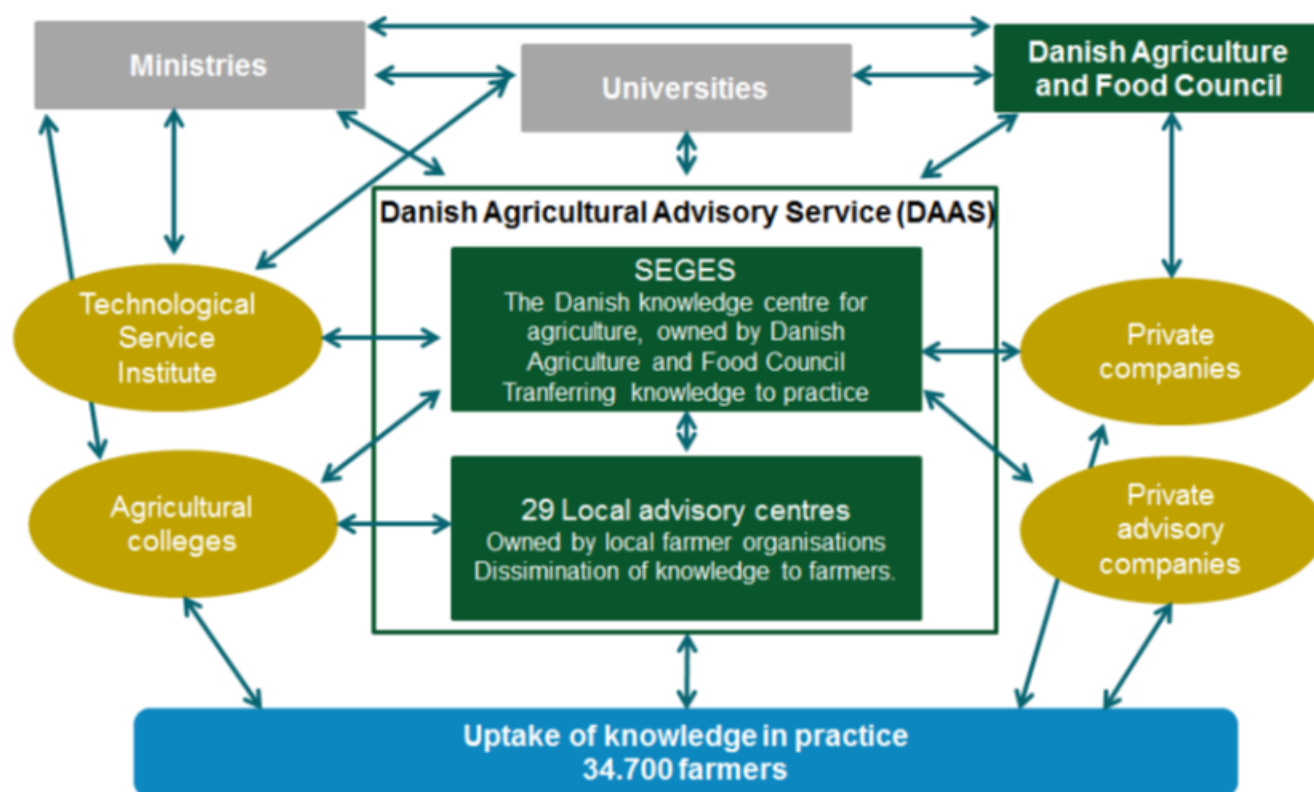 Ministries
Universities
Danish Agriculture
and Food Council
Danish Agricultural Advisory Service (DAAS)
SEGES
The Danish knowledge centre for
agriculture, owned by Danish
Agriculture and Food Council
Tranferring knowledge to practice
Technological
Service
Institute
Private
companies
Agricultural
colleges
29 Local advisory centres
Owned by local farmer organisations
Dissimination of knowledge to farmers.
Private
advisory
companies
Uptake of knowledge in practice
34.700 farmers